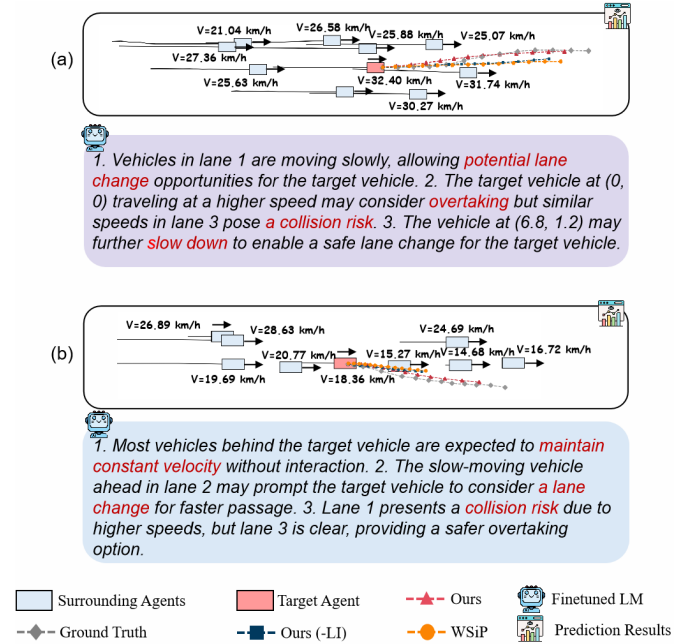 V=21.04 km/h
V=26.58 km/h
V=25.88 km/h
V=25.07 km/h
V=27.36 km/h
(a)
V=25.63 km/h
V=32.40 km/h
V=31.74 km/h
V=30.27 km/h
1. Vehicles in lane 1 are moving slowly, allowing potential lane
change opportunities for the target vehicle. 2. The target vehicle at (0,
0) traveling at a higher speed may consider overtaking but similar
speeds in lane 3 pose a collision risk. 3. The vehicle at (6.8, 1.2) may
further slow down to enable a safe lane change for the target vehicle.
V=26.89 km/h
V=28.63 km/h
V=24.69 km/h
(b)
V=20.77 km/h
V=15.27 km/h
V=14.68 km/h
V=16.72 km/h
V=19.69 km/h
V=18.36 km/h
1. Most vehicles behind the target vehicle are expected to maintain
constant velocity without interaction. 2. The slow-moving vehicle
ahead in lane 2 may prompt the target vehicle to consider a lane
change for faster passage. 3. Lane 1 presents a collision risk due to
higher speeds, but lane 3 is clear, providing a safer overtaking
option.
Surrounding Agents
Target Agent
Ours
Finetuned LM
Ground Truth
Ours (-LI)
WSiP
Prediction Results